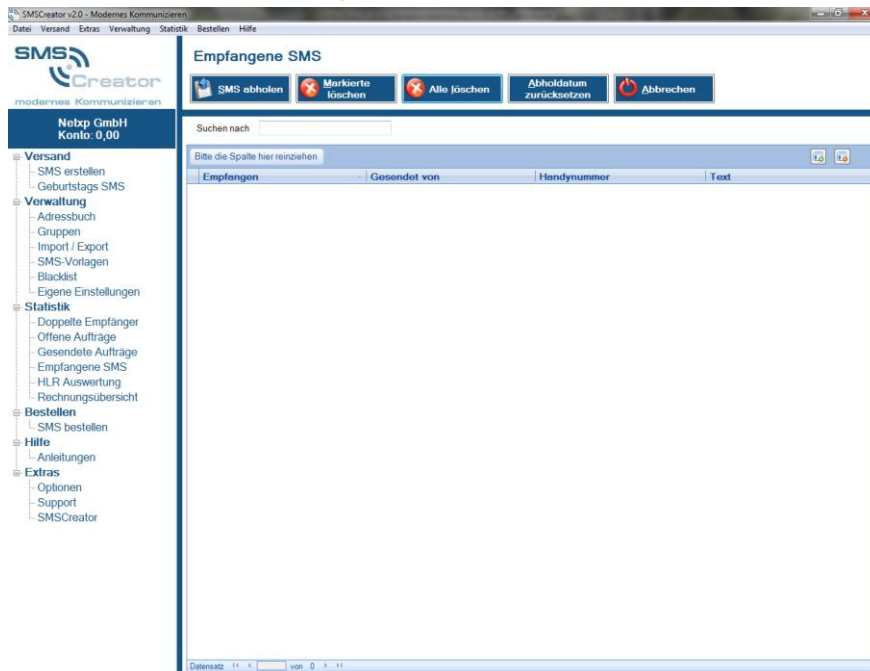 SMSCreator v2.0 - Modernes Kommunizieren
Datei Versand Extras Verwaltung Statistik Bestellen Hilfe
SMS
Creator
modernes Kommunizieren
Netxp GmbH
Konto: 0,00
Versand
SMS erstellen
Geburtstags SMS
Verwaltung
Adressbuch
Gruppen
Import / Export
SMS-Vorlagen
Blacklist
Eigene Einstellungen
Statistik
Doppelte Empfänger
Offene Aufträge
Gesendete Aufträge
Empfangene SMS
HLR Auswertung
Rechnungsübersicht
Bestellen
SMS bestellen
Hilfe
Anleitungen
Extras
Optionen
Support
SMSCreator
Empfangene SMS
SMS abholen
Markierte
löschen
Alle löschen
Abholdatum
zurücksetzen
Abbrechen
Suchen nach
Bitte die Spalte hier reinziehen
Empfangen Gesendet von Handynummer Text
Datensatz von 0